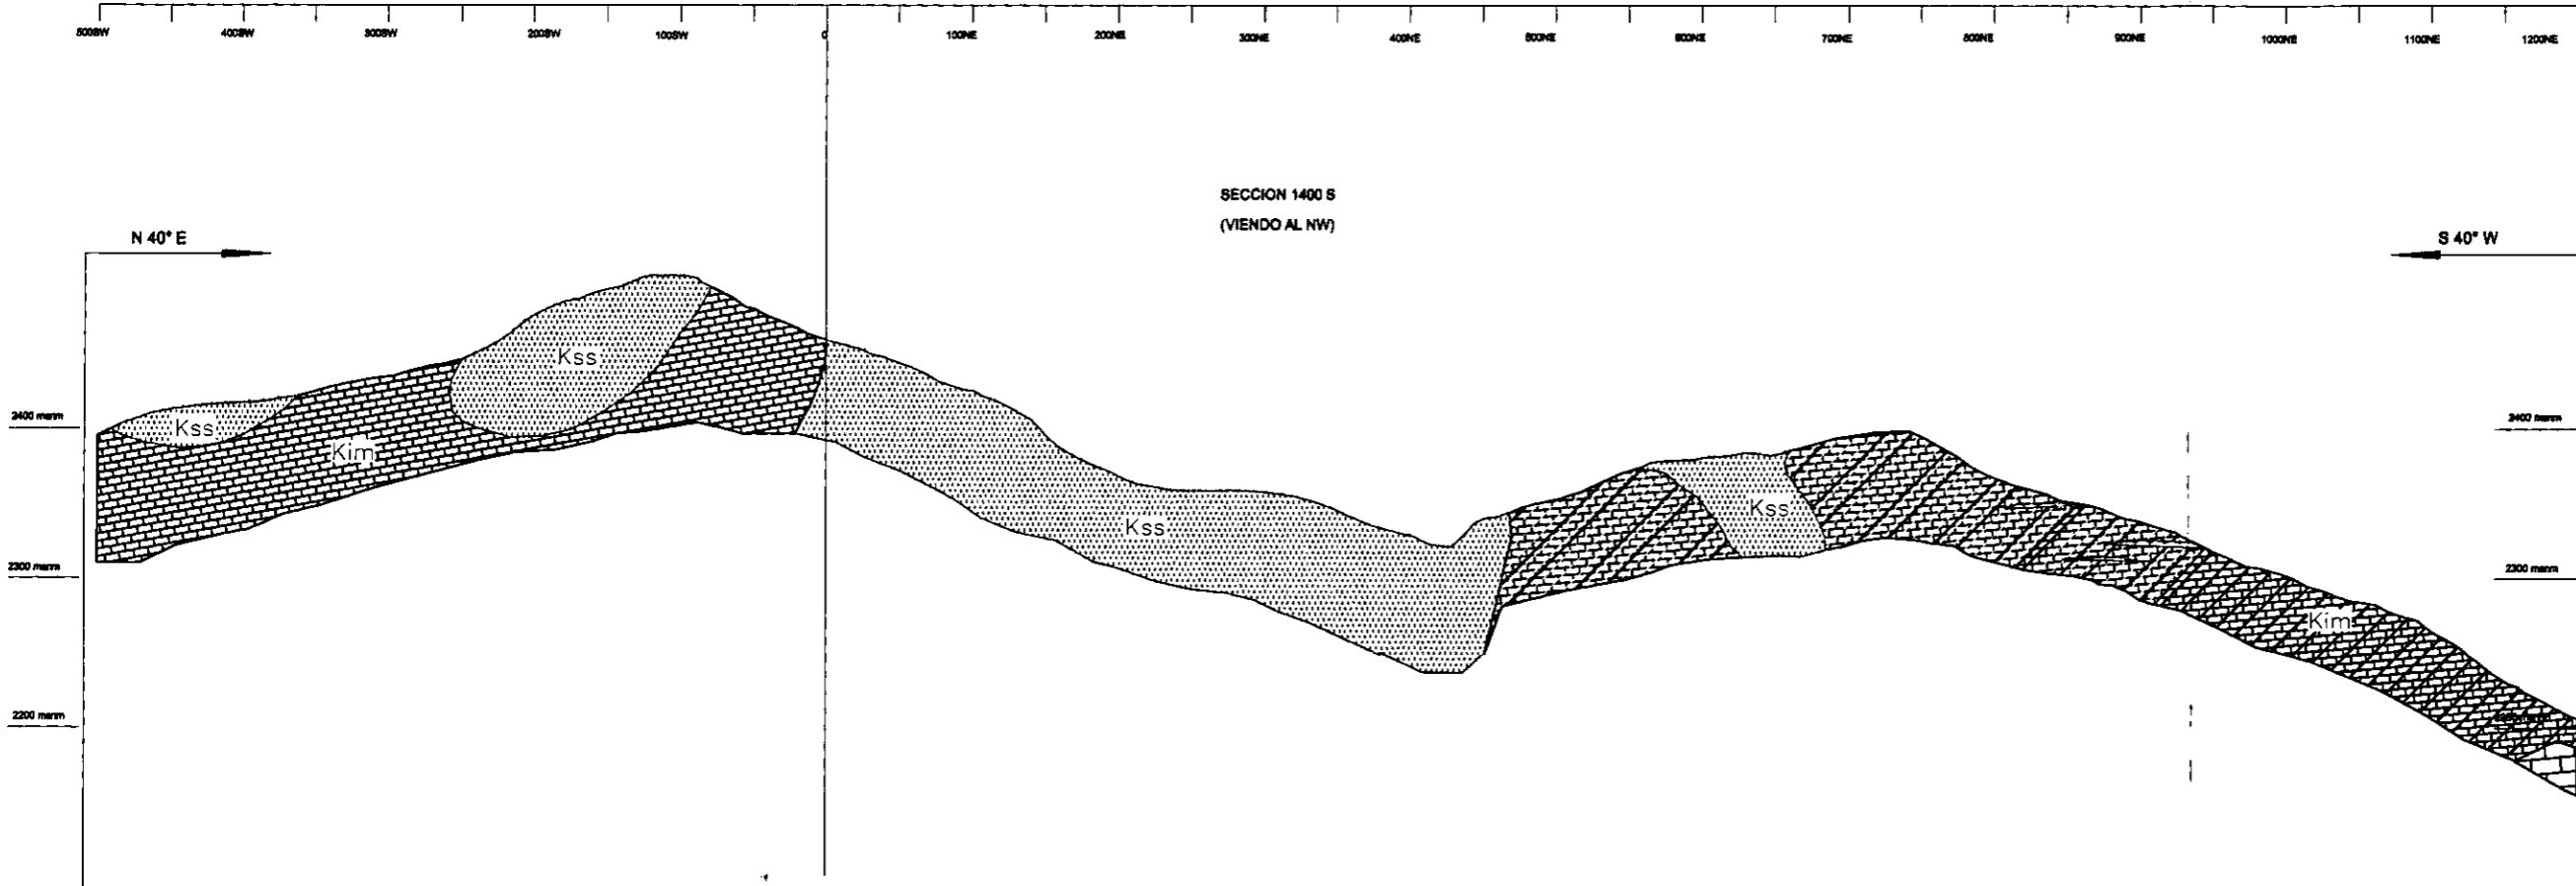 500SW 400SW 300SW 200SW 100SW 0 100NE 200NE 300NE 400NE 500NE 600NE 700NE 800NE 900NE 1000NE 1100NE 1200NE
SECCION 1400 S
(VIENDO AL NW)
N 40° E
S 40° W
Kss
Kss
Kim
Kss
Kss
Kim
2400 msnm
2300 msnm
2200 msnm
2400 msnm
2300 msnm